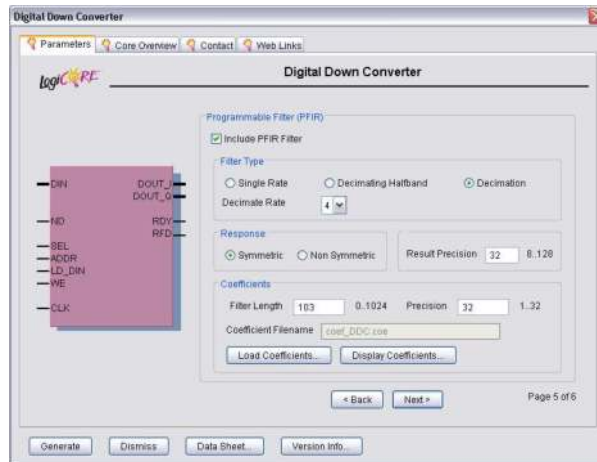 Digital Down Converter
Parameters Core Overview Contact Web Links
logiCORE
Digital Down Converter
Programmable Filter (PFIR)
Include PFIR Filter
Filter Type
Single Rate Decimating Halfband Decimation
Decimate Rate 4
Response
Symmetric Non Symmetric Result Precision 32 8..128
Coefficients
Filter Length 103 0..1024 Precision 32 1..32
Coefficient Filename coef_DDC.coe
Load Coefficients... Display Coefficients...
DIN DOUT_I
DOUT_Q
ND RDY
RFD
SEL
ADDR
LD_DIN
WE
CLK
< Back Next > Page 5 of 6
Generate Dismiss Data Sheet... Version Info...